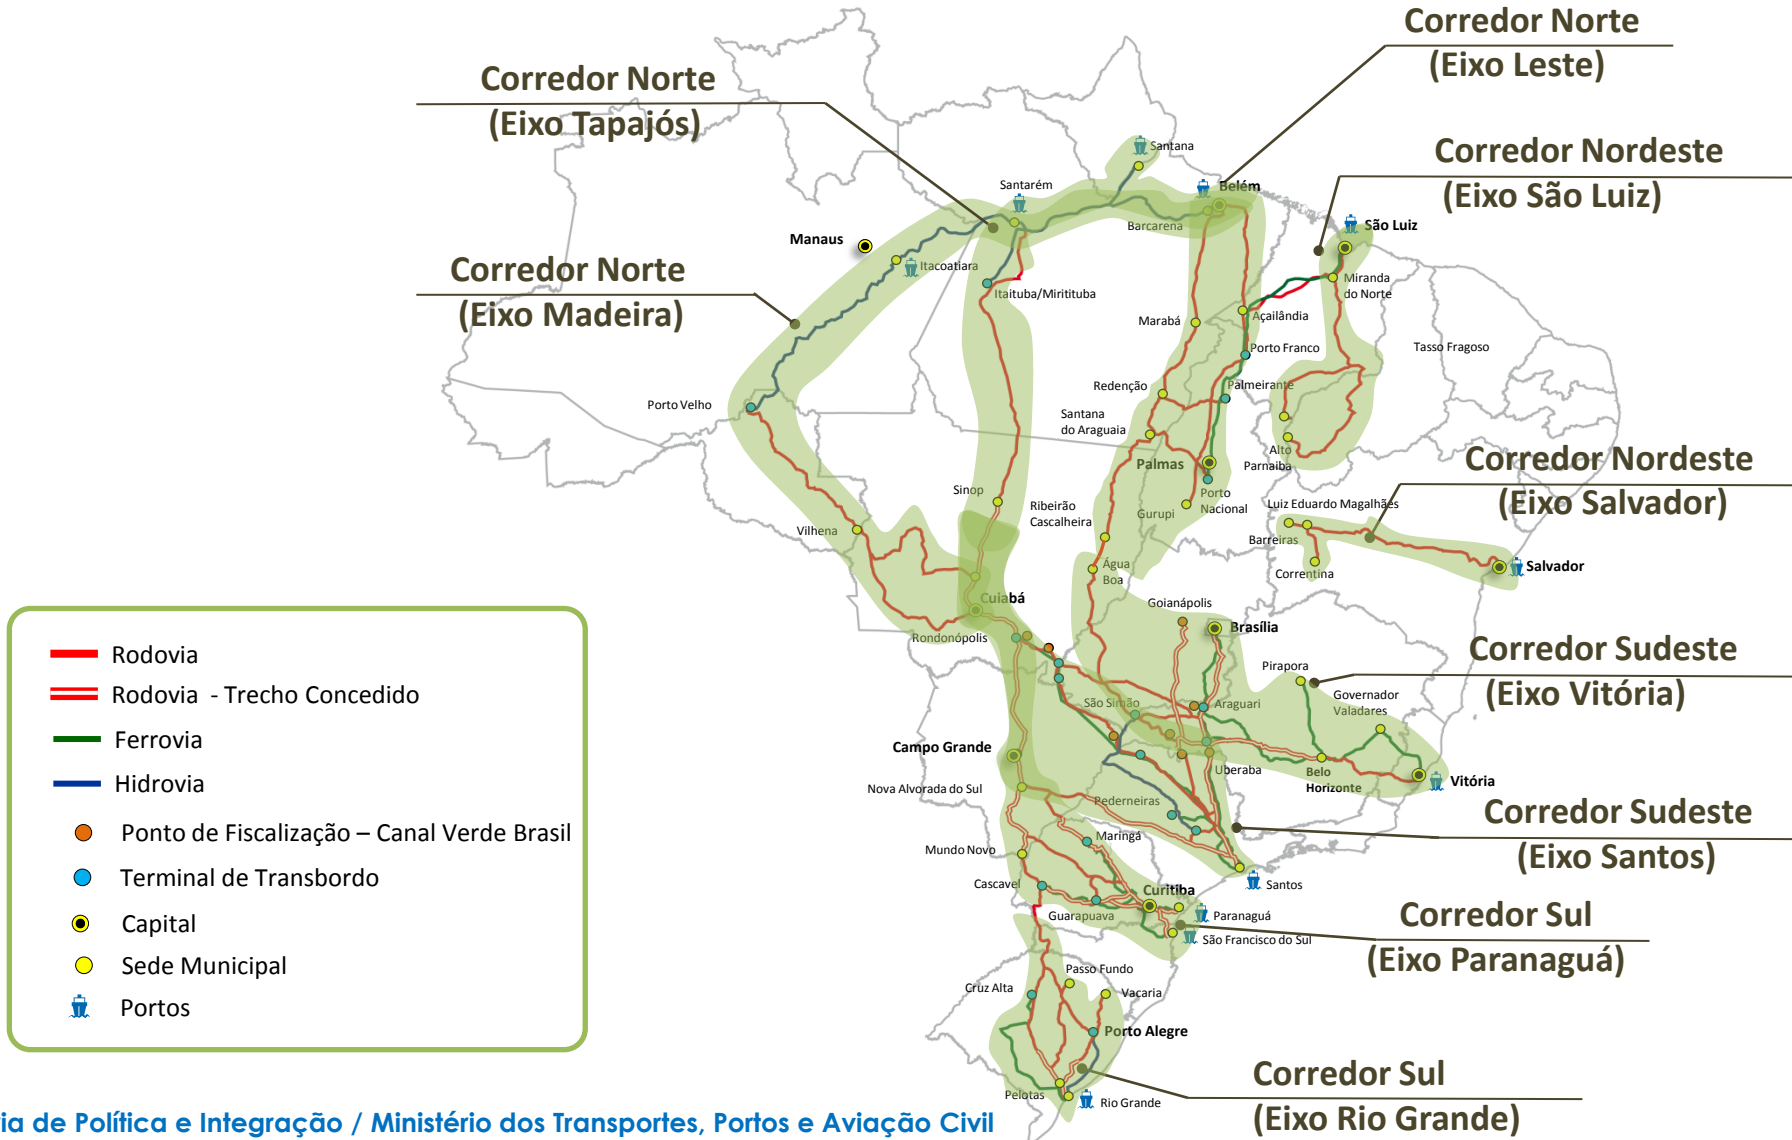 Corredor Norte
(Eixo Leste)
Corredor Norte
(Eixo Tapajós)
Corredor Nordeste
(Eixo São Luiz)
Corredor Norte
(Eixo Madeira)
Santana
Santarém
Belém
Barcarena
São Luiz
Manaus
Itacoatiara
Itaituba/Miritituba
Miranda
do Norte
Marabá
Açailândia
Porto Franco
Tasso Fragoso
Redenção
Palmeirante
Porto Velho
Santana
do Araguaia
Alto
Parnaiba
Palmas
Corredor Nordeste
(Eixo Salvador)
Sinop
Ribeirão
Cascalheira
Porto
Nacional
Gurupi
Luiz Eduardo Magalhães
Vilhena
Barreiras
Correntina
Salvador
Água
Boa
Cuiabá
Goianápolis
Brasília
Rondonópolis
Pirapora
Corredor Sudeste
(Eixo Vitória)
Governador
Valadares
São Simão
Araguari
Campo Grande
Uberaba
Belo
Horizonte
Vitória
Nova Alvorada do Sul
Pederneiras
Corredor Sudeste
(Eixo Santos)
Maringá
Mundo Novo
Cascavel
Curitiba
Santos
Guarapuava
Paranaguá
São Francisco do Sul
Corredor Sul
(Eixo Paranaguá)
Passo Fundo
Cruz Alta
Vacaria
Porto Alegre
Pelotas
Rio Grande
Corredor Sul
(Eixo Rio Grande)
Rodovia
Rodovia - Trecho Concedido
Ferrovia
Hidrovia
Ponto de Fiscalização – Canal Verde Brasil
Terminal de Transbordo
Capital
Sede Municipal
Portos
ia de Política e Integração / Ministério dos Transportes, Portos e Aviação Civil